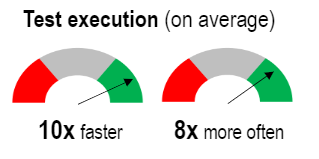 Test execution (on average)
10x faster 8x more often